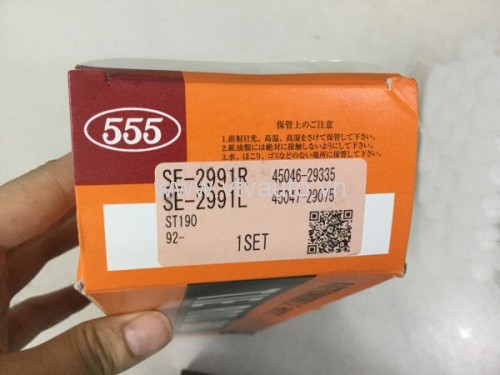 555
保管上のご注意
1.直射日光、高温、高湿をさけて保管して下さい。
2.鉱油類には絶対に接触しないようにして下さい。
3.水、ほこり、ゴミなどのない場所に保管して下さい。
SE-2991R 45046-29335
SE-2991L 45047-29075
ST190
92- 1SET